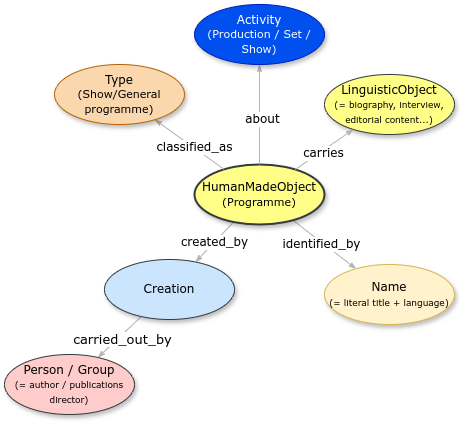 Activity
(Production / Set /
Show)
Type
(Show/General
programme)
LinguisticObject
(= biography, interview,
editorial content...)
about
classified_as
carries
HumanMadeObject
(Programme)
created_by
identified_by
Creation
Name
(= literal title + language)
carried_out_by
Person / Group
(= author / publications
director)